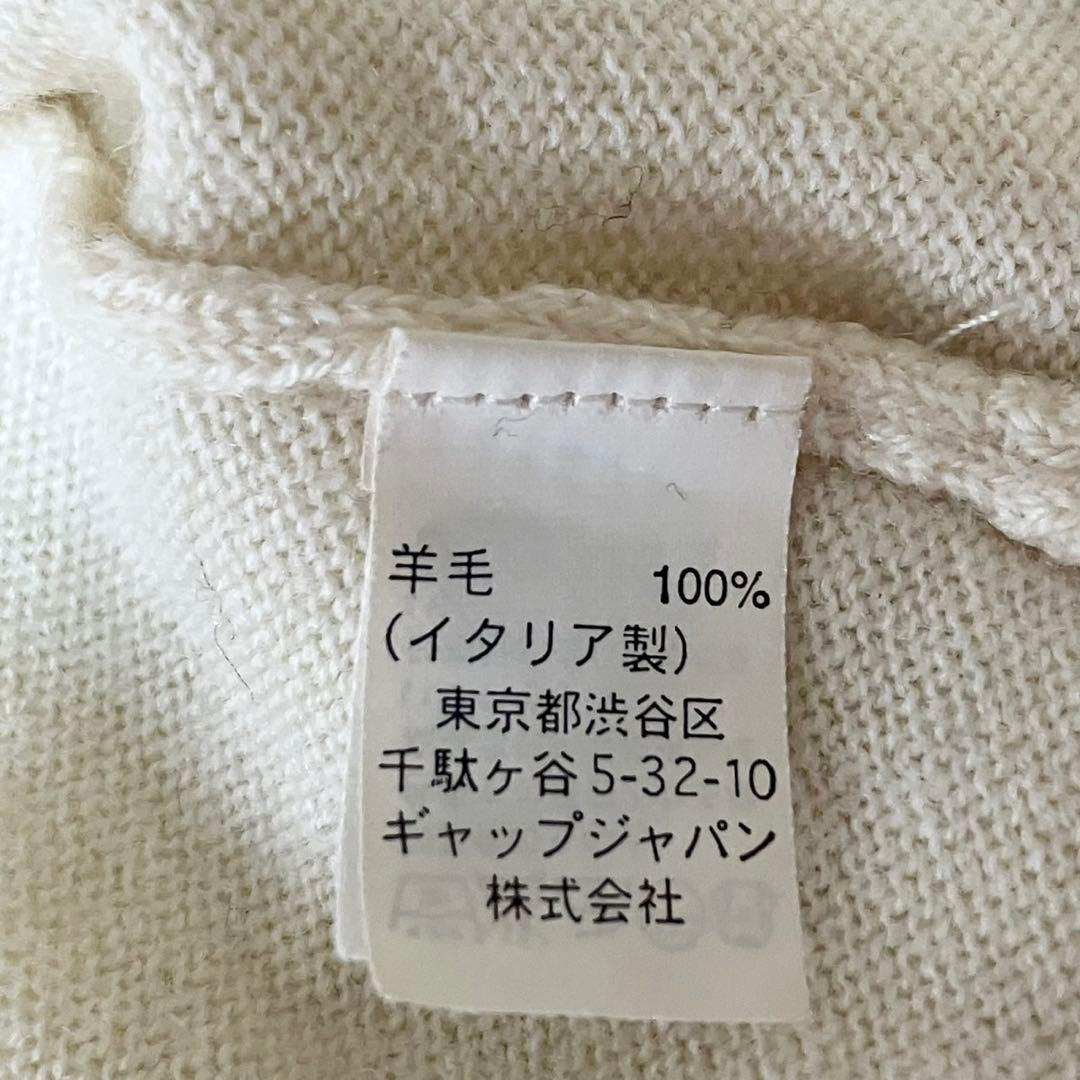 羊毛 100%
(イタリア製)
東京都渋谷区
千駄ヶ谷5-32-10
ギャップジャパン
株式会社